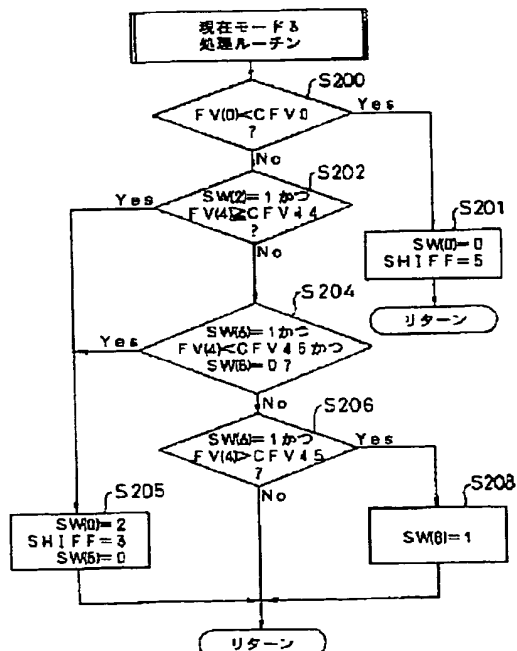 現在モード3
処理ルーチン
S200
FV(0)<CFV0
?
Yes
No
S202
SW(2)=1 かつ
FV(4)≧CFV44
?
Yes
No
S201
SW(0)=0
SHIFF=5
リターン
S204
SW(6)=1 かつ
FV(4)<CFV45 かつ
SW(8)=0?
Yes
No
S206
SW(6)=1 かつ
FV(4)>CFV45
?
Yes
No
S205
SW(0)=2
SHIFF=3
SW(6)=0
S208
SW(8)=1
リターン